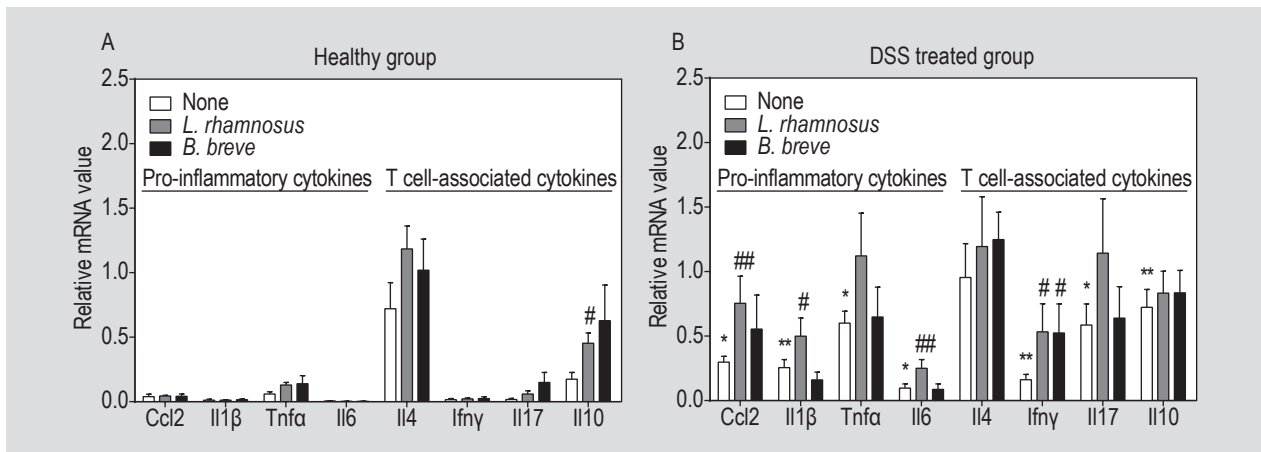 A
Healthy group
2.5
2.0
1.5
1.0
0.5
0.0
Relative mRNA value
None
L. rhamnosus
B. breve
Pro-inflammatory cytokines T cell-associated cytokines
#
Ccl2 Il1β Tnfα Il6 Il4 Ifnγ Il17 Il10
B
DSS treated group
2.5
2.0
1.5
1.0
0.5
0.0
Relative mRNA value
None
L. rhamnosus
B. breve
Pro-inflammatory cytokines T cell-associated cytokines
* ## ** # * * ## ** # # * **
Ccl2 Il1β Tnfα Il6 Il4 Ifnγ Il17 Il10